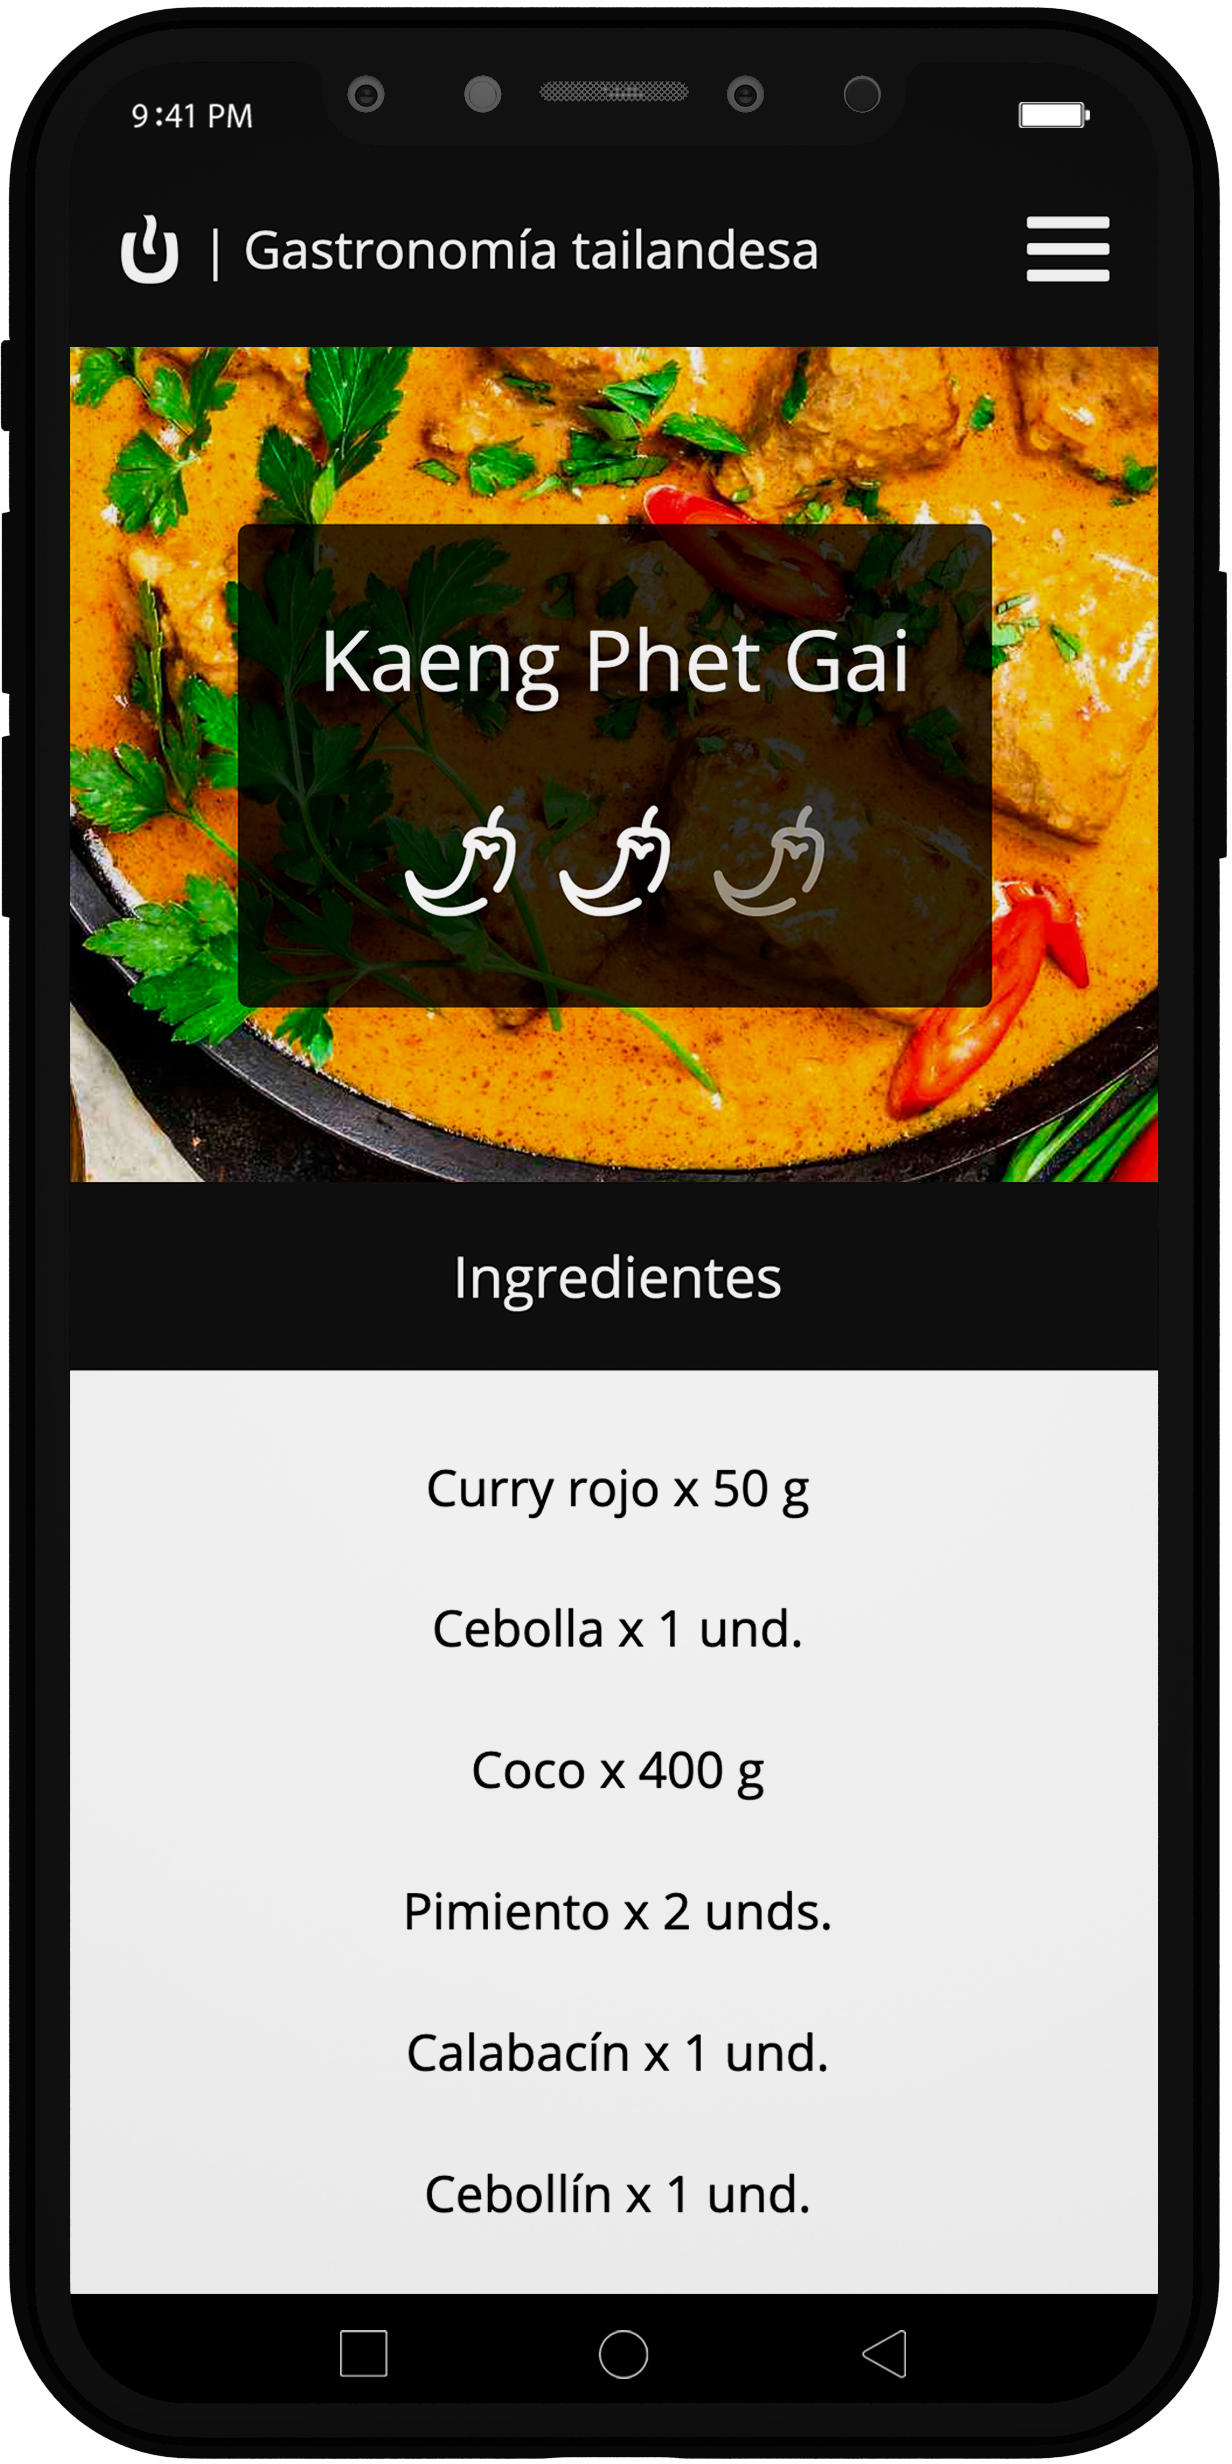 9:41 PM
| Gastronomía tailandesa
Kaeng Phet Gai
Ingredientes
Curry rojo x 50 g
Cebolla x 1 und.
Coco x 400 g
Pimiento x 2 unds.
Calabacín x 1 und.
Cebollín x 1 und.